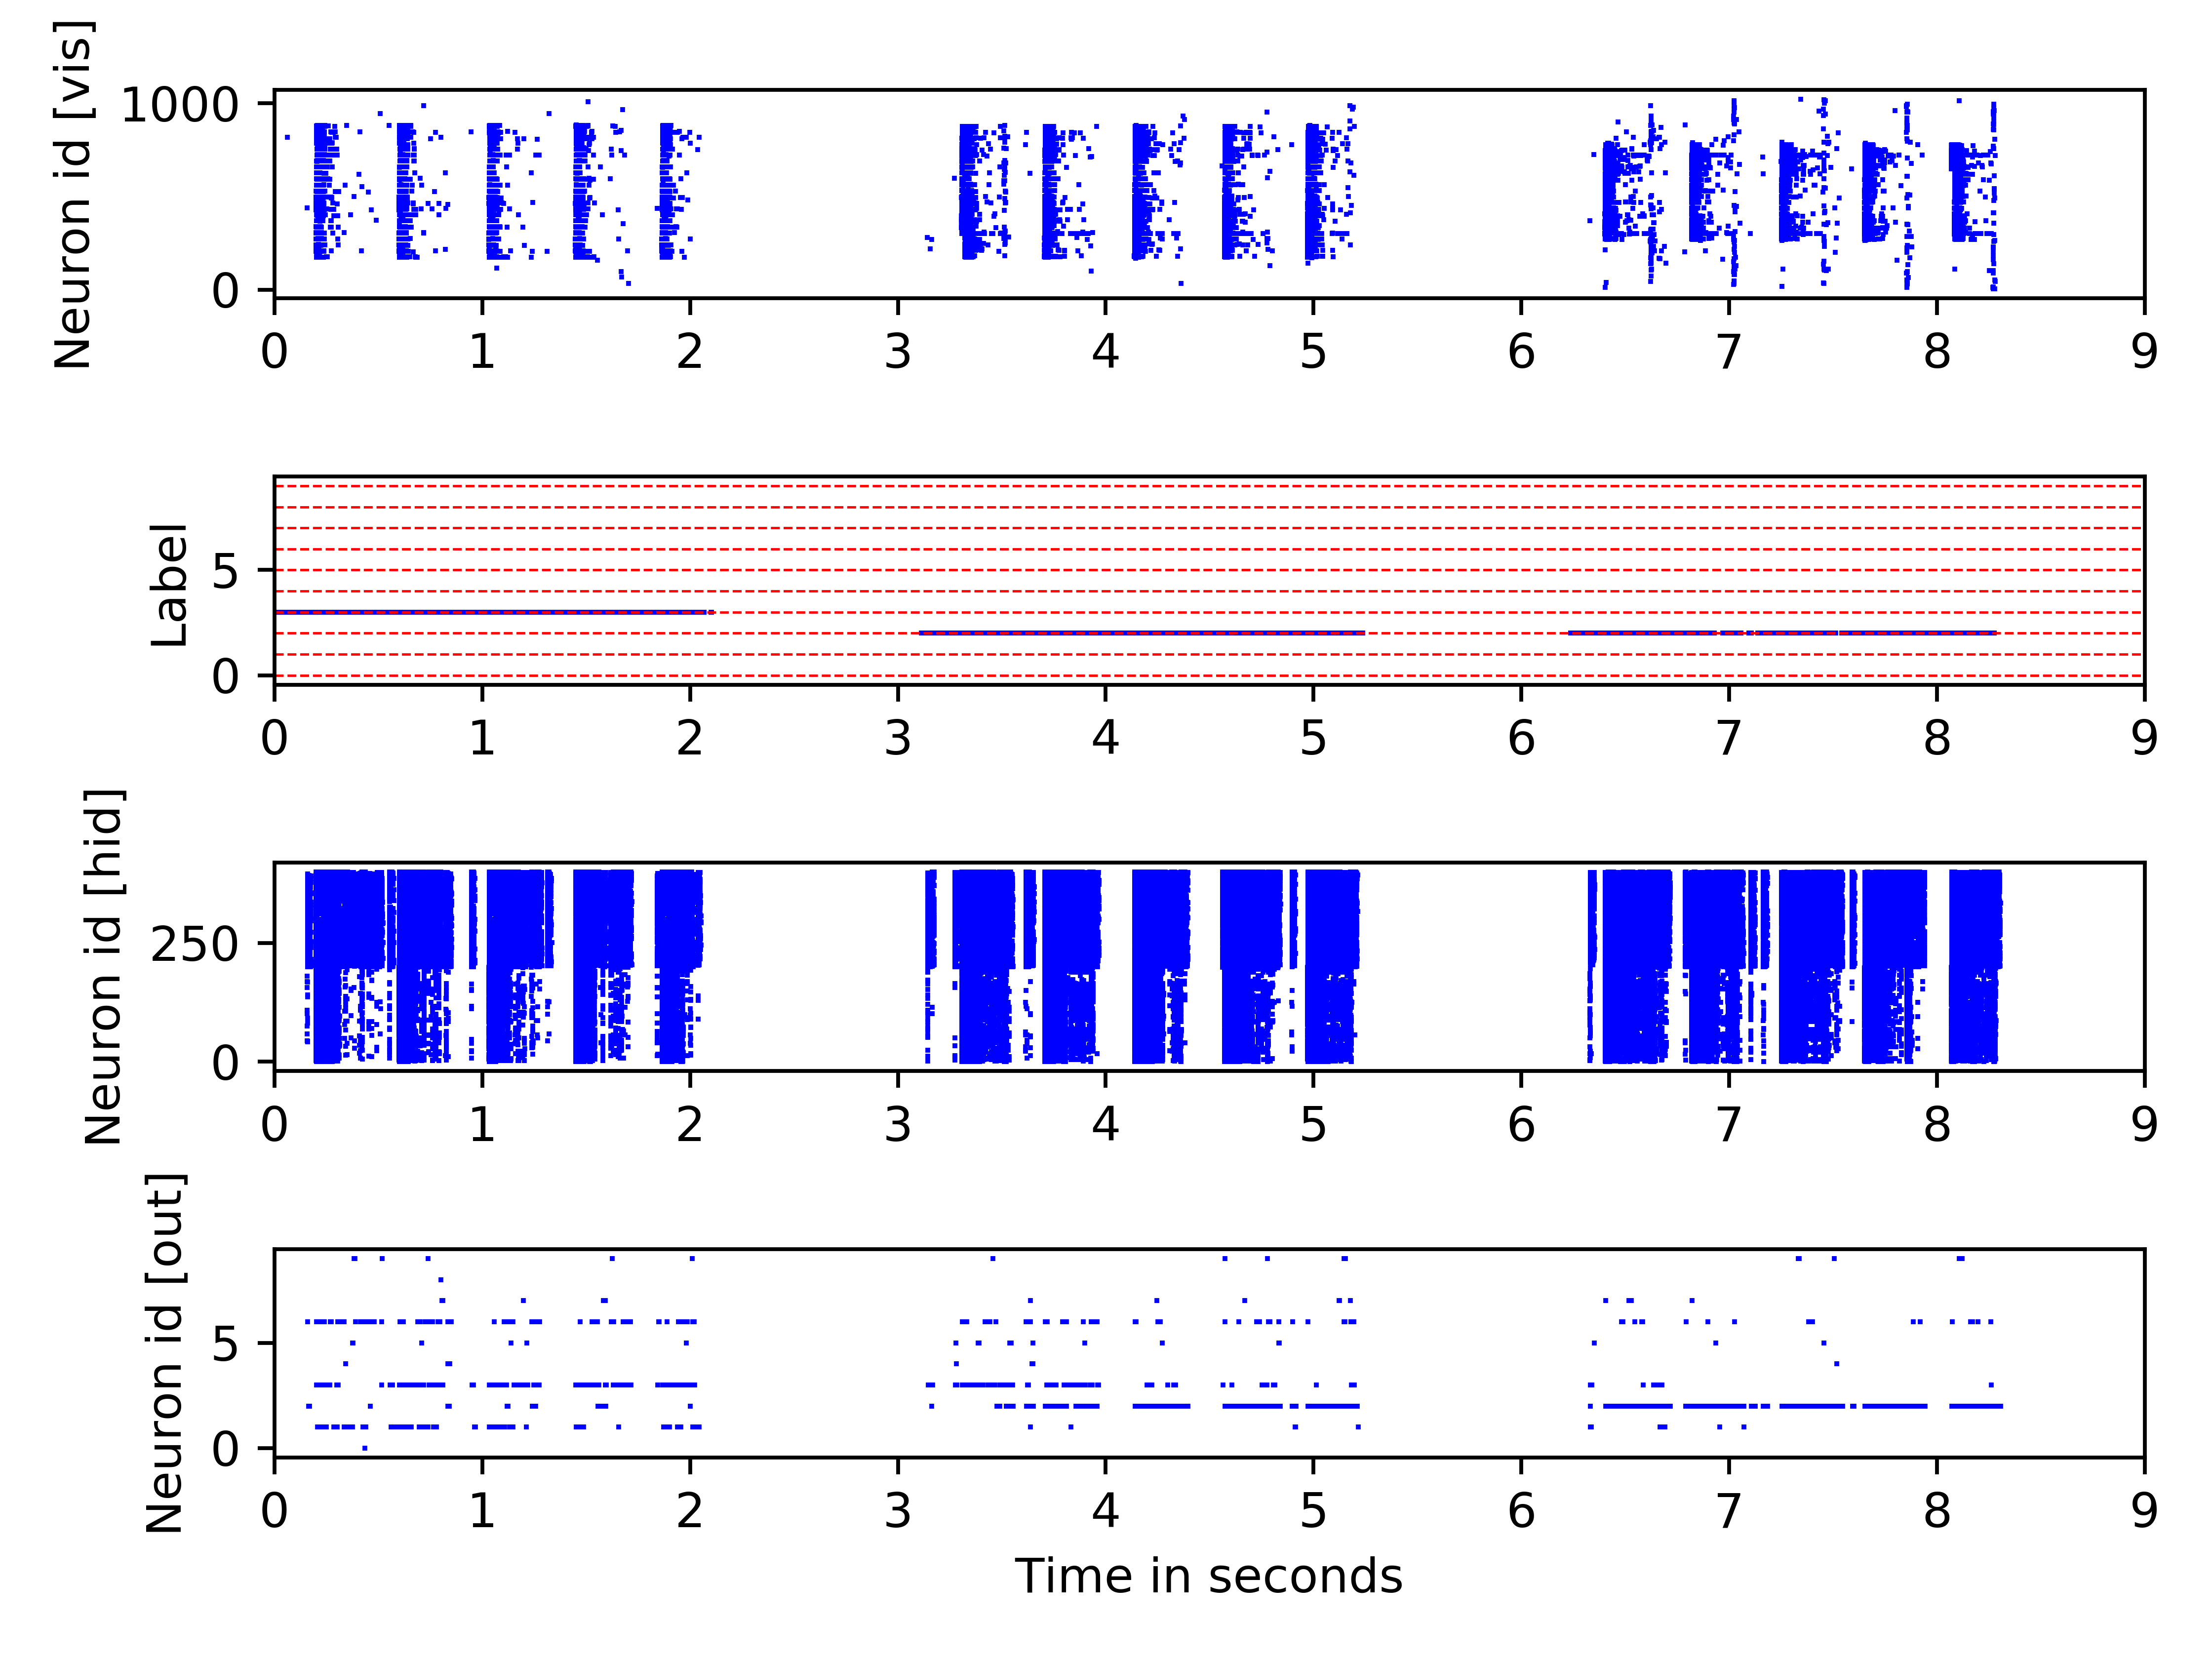 Neuron id [vis]
1000
0
0 1 2 3 4 5 6 7 8 9
Label
5
0
0 1 2 3 4 5 6 7 8 9
Neuron id [hid]
250
0
0 1 2 3 4 5 6 7 8 9
Neuron id [out]
5
0
0 1 2 3 4 5 6 7 8 9
Time in seconds